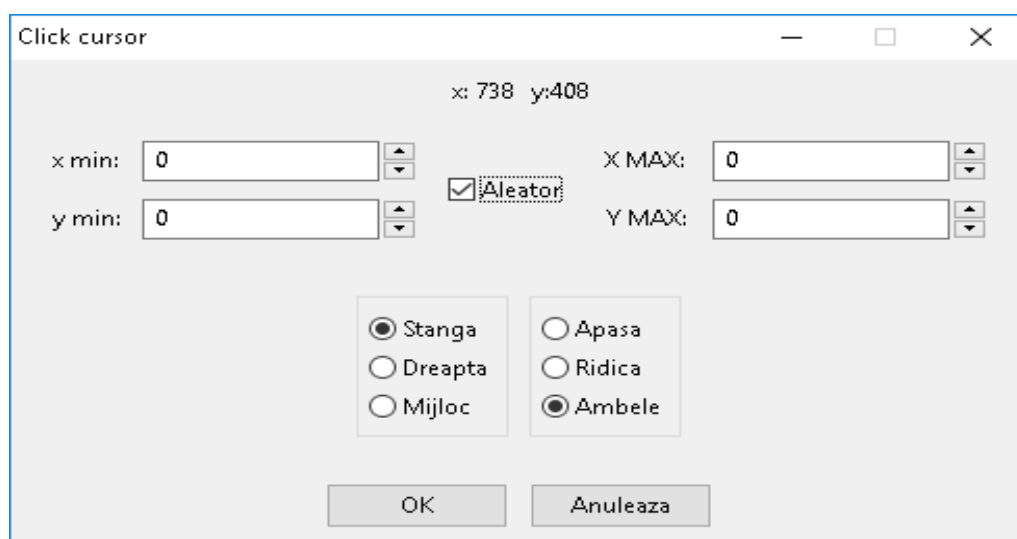 Click cursor
x: 738 y:408
x min: 0
X MAX: 0
Aleator
y min: 0
Y MAX: 0
Stanga
Apasa
Dreapta
Ridica
Mijloc
Ambele
OK
Anuleaza